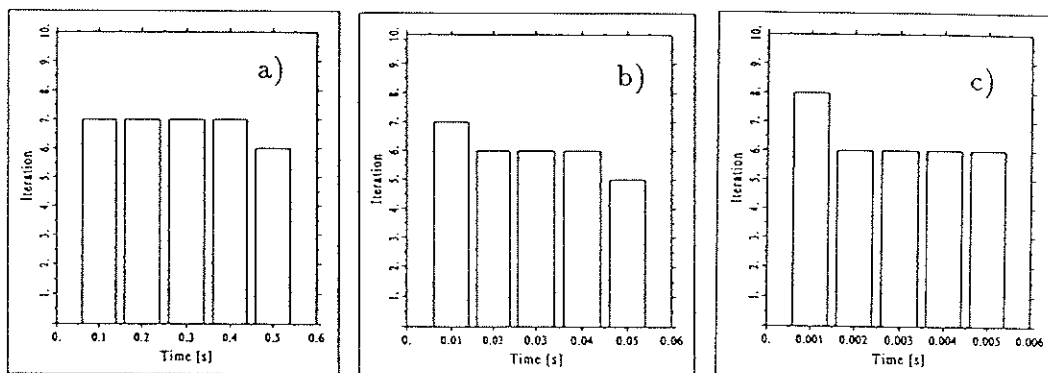 a)
10.
9.
8.
7.
6.
5.
4.
3.
2.
1.
Iteration
0. 0.1 0.2 0.3 0.4 0.5 0.6
Time [s]
b)
10.
9.
8.
7.
6.
5.
4.
3.
2.
1.
Iteration
0. 0.01 0.02 0.03 0.04 0.05 0.06
Time [s]
c)
10.
9.
8.
7.
6.
5.
4.
3.
2.
1.
Iteration
0. 0.001 0.002 0.003 0.004 0.005 0.006
Time [s]